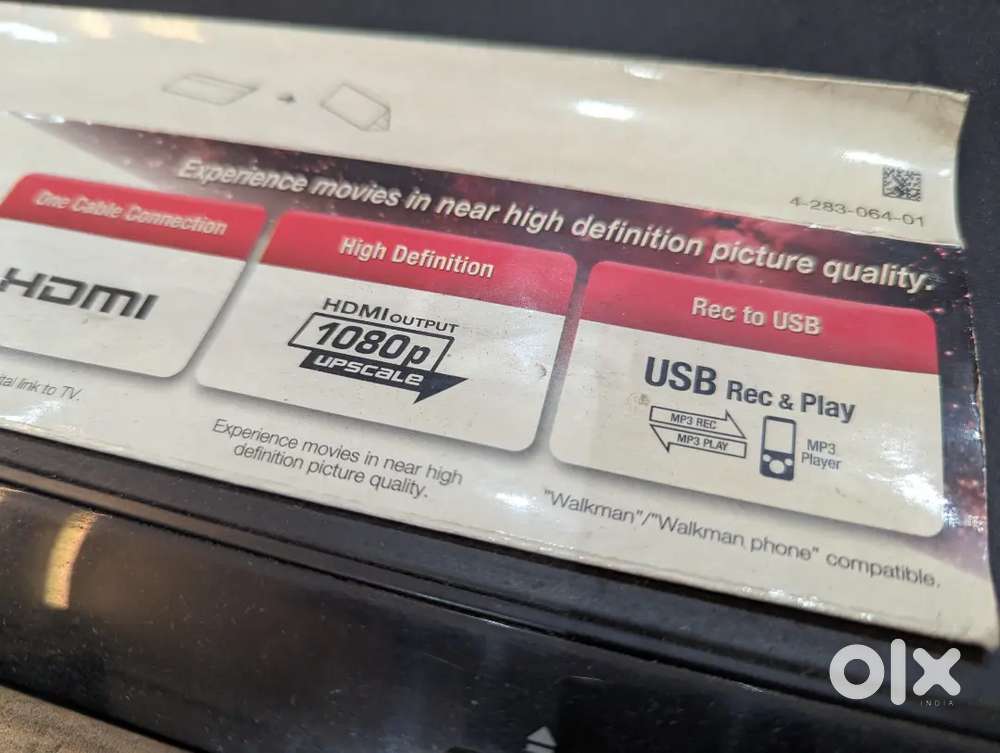 4-283-064-01
Experience movies in near high definition picture quality.
One Cable Connection
HDMI
ital link to TV.
High Definition
HDMI OUTPUT
1080p
UPSCALE
Experience movies in near high
definition picture quality.
Rec to USB
USB Rec & Play
MP3 REC
MP3 PLAY
MP3
Player
"Walkman"/"Walkman phone" compatible.
olx
INDIA